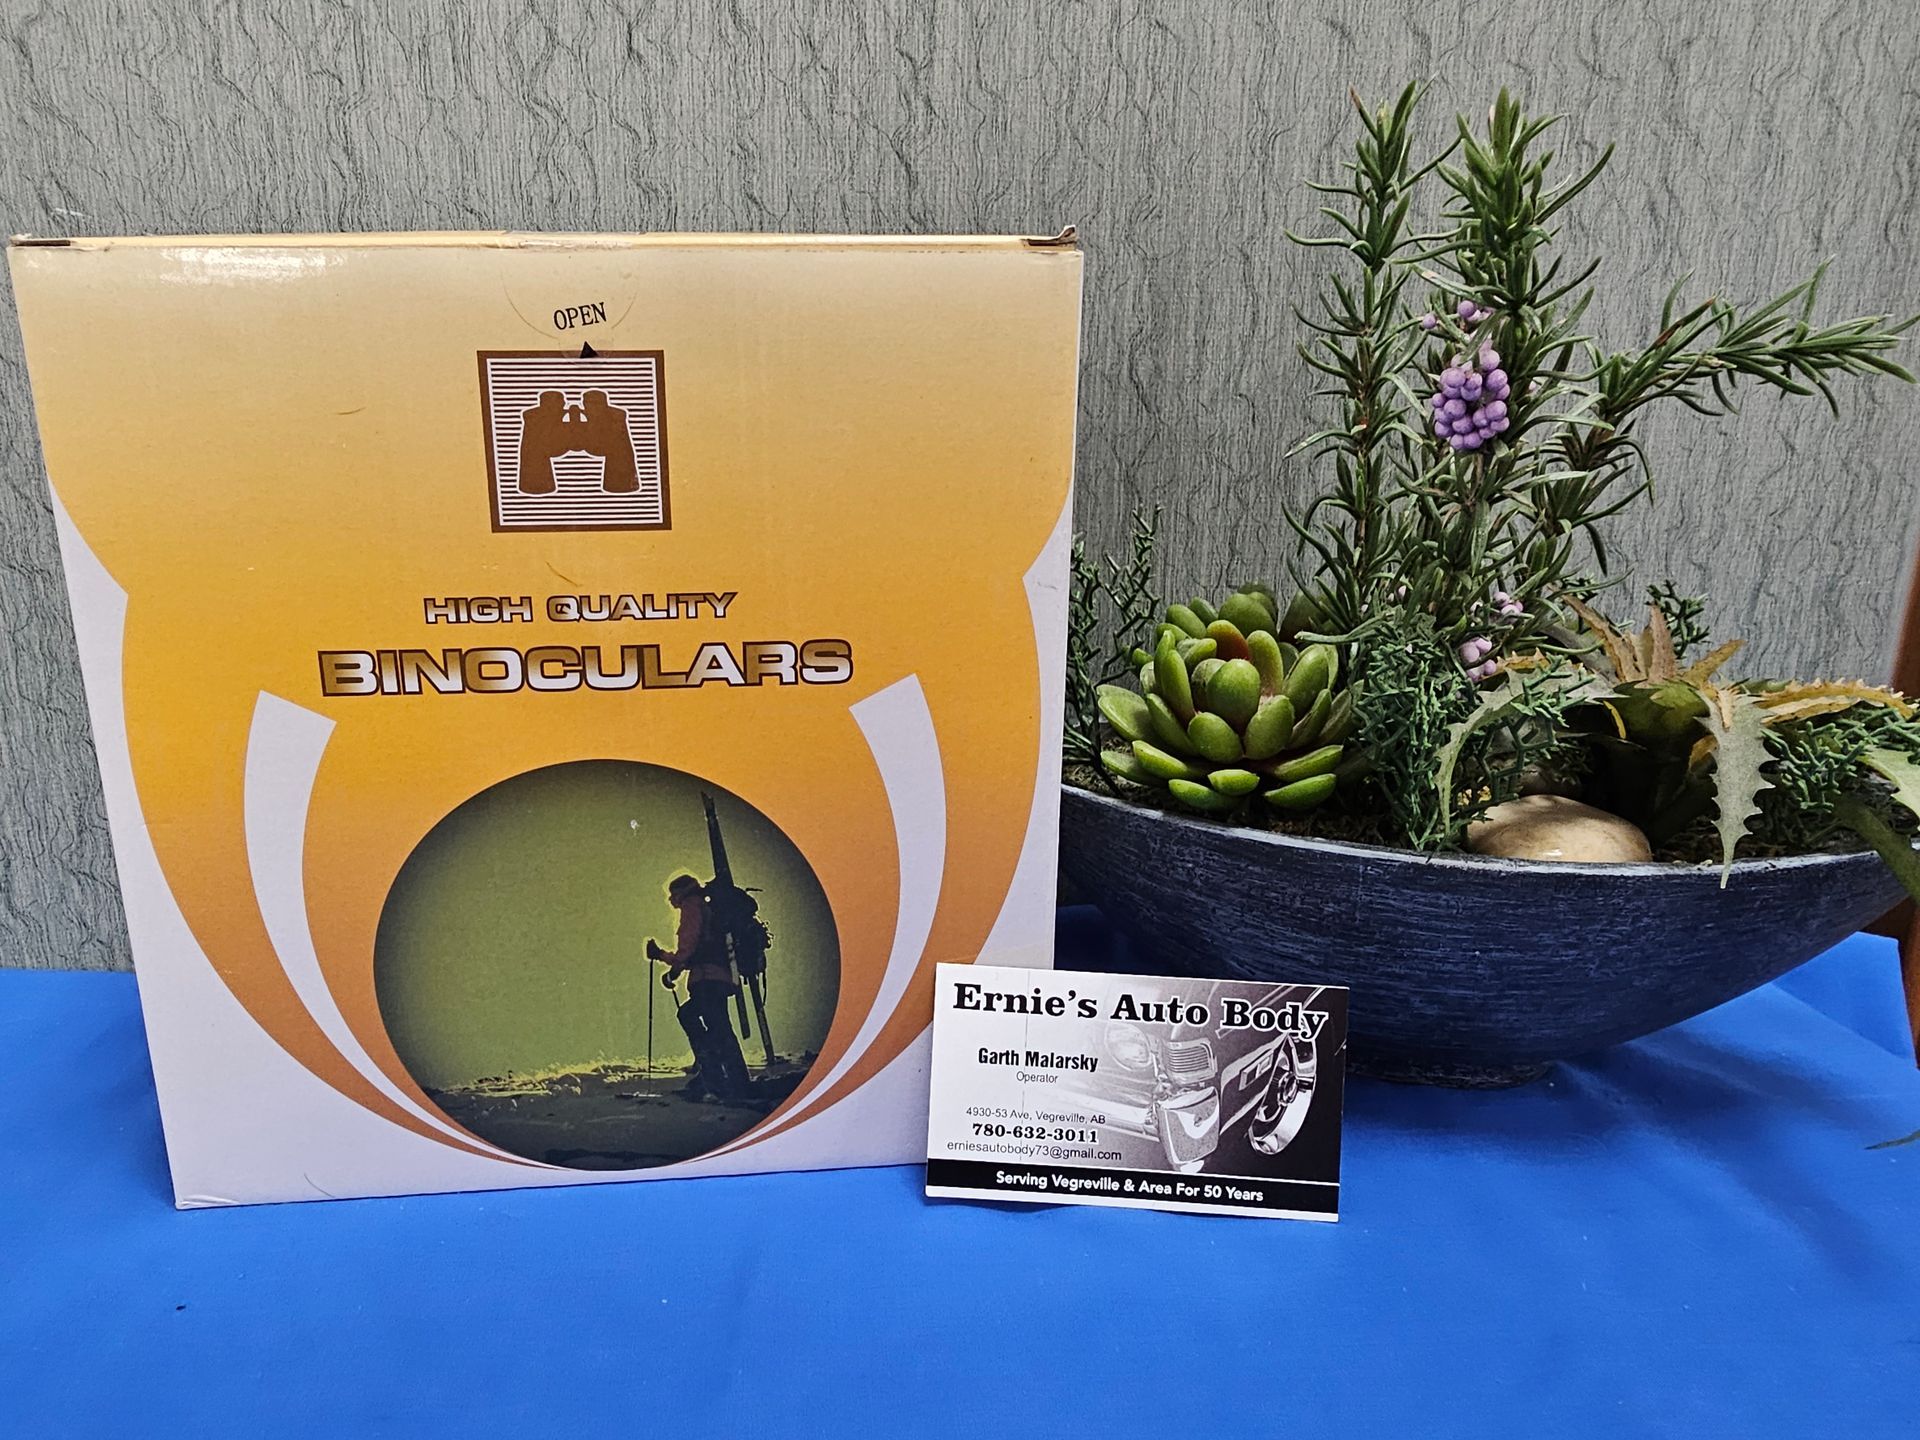 OPEN
HIGH QUALITY
BINOCULARS
Ernie's Auto Body
Garth Malarsky
Operator
4930-53 Ave, Vegreville, AB
780-632-3011
erniesautobody73@gmail.com
Serving Vegreville & Area For 50 Years